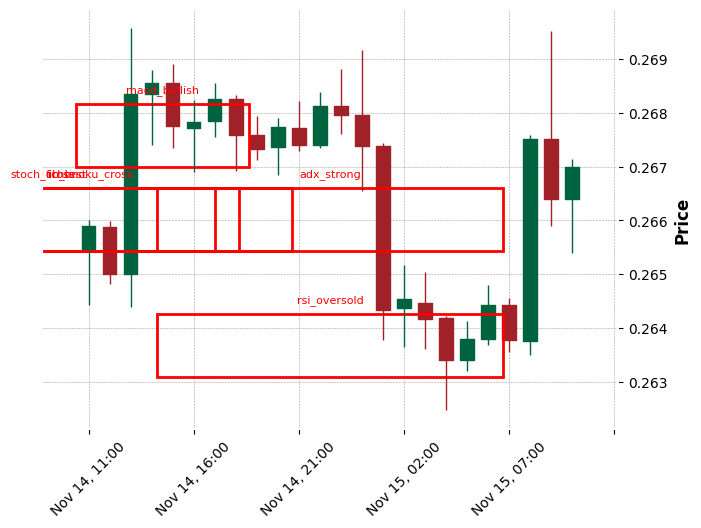 0.269
macd_bullish
0.268
0.267
adx_strong
0.266
0.265
rsi_oversold
0.264
0.263
Price
Nov 14, 11:00
Nov 14, 16:00
Nov 14, 21:00
Nov 15, 02:00
Nov 15, 07:00